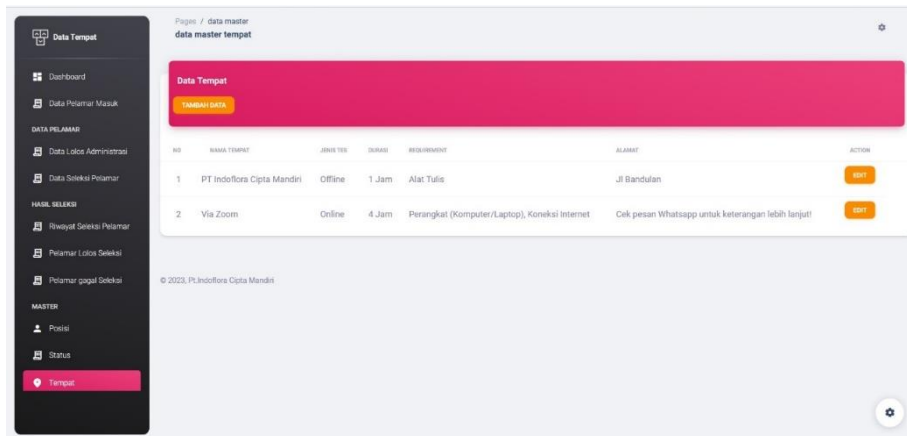 Data Tempat
Dashboard
Data Pelamar Masuk
DATA PELAMAR
Data Lolos Administrasi
Data Seleksi Pelamar
HASIL SELEKSI
Riwayat Seleksi Pelamar
Pelamar Lolos Seleksi
Pelamar gagal Seleksi
MASTER
Posisi
Status
Tempat
Pages / data master
data master tempat
Data Tempat
TAMBAH DATA
NO NAMA TEMPAT JENIS TES DURASI REQUIREMENT ALAMAT ACTION
1 PT Indoflora Cipta Mandiri Offline 1 Jam Alat Tulis Jl Bandulan EDIT
2 Via Zoom Online 4 Jam Perangkat (Komputer/Laptop), Koneksi Internet Cek pesan Whatsapp untuk keterangan lebih lanjut! EDIT
© 2023, Pt.Indoflora Cipta Mandiri